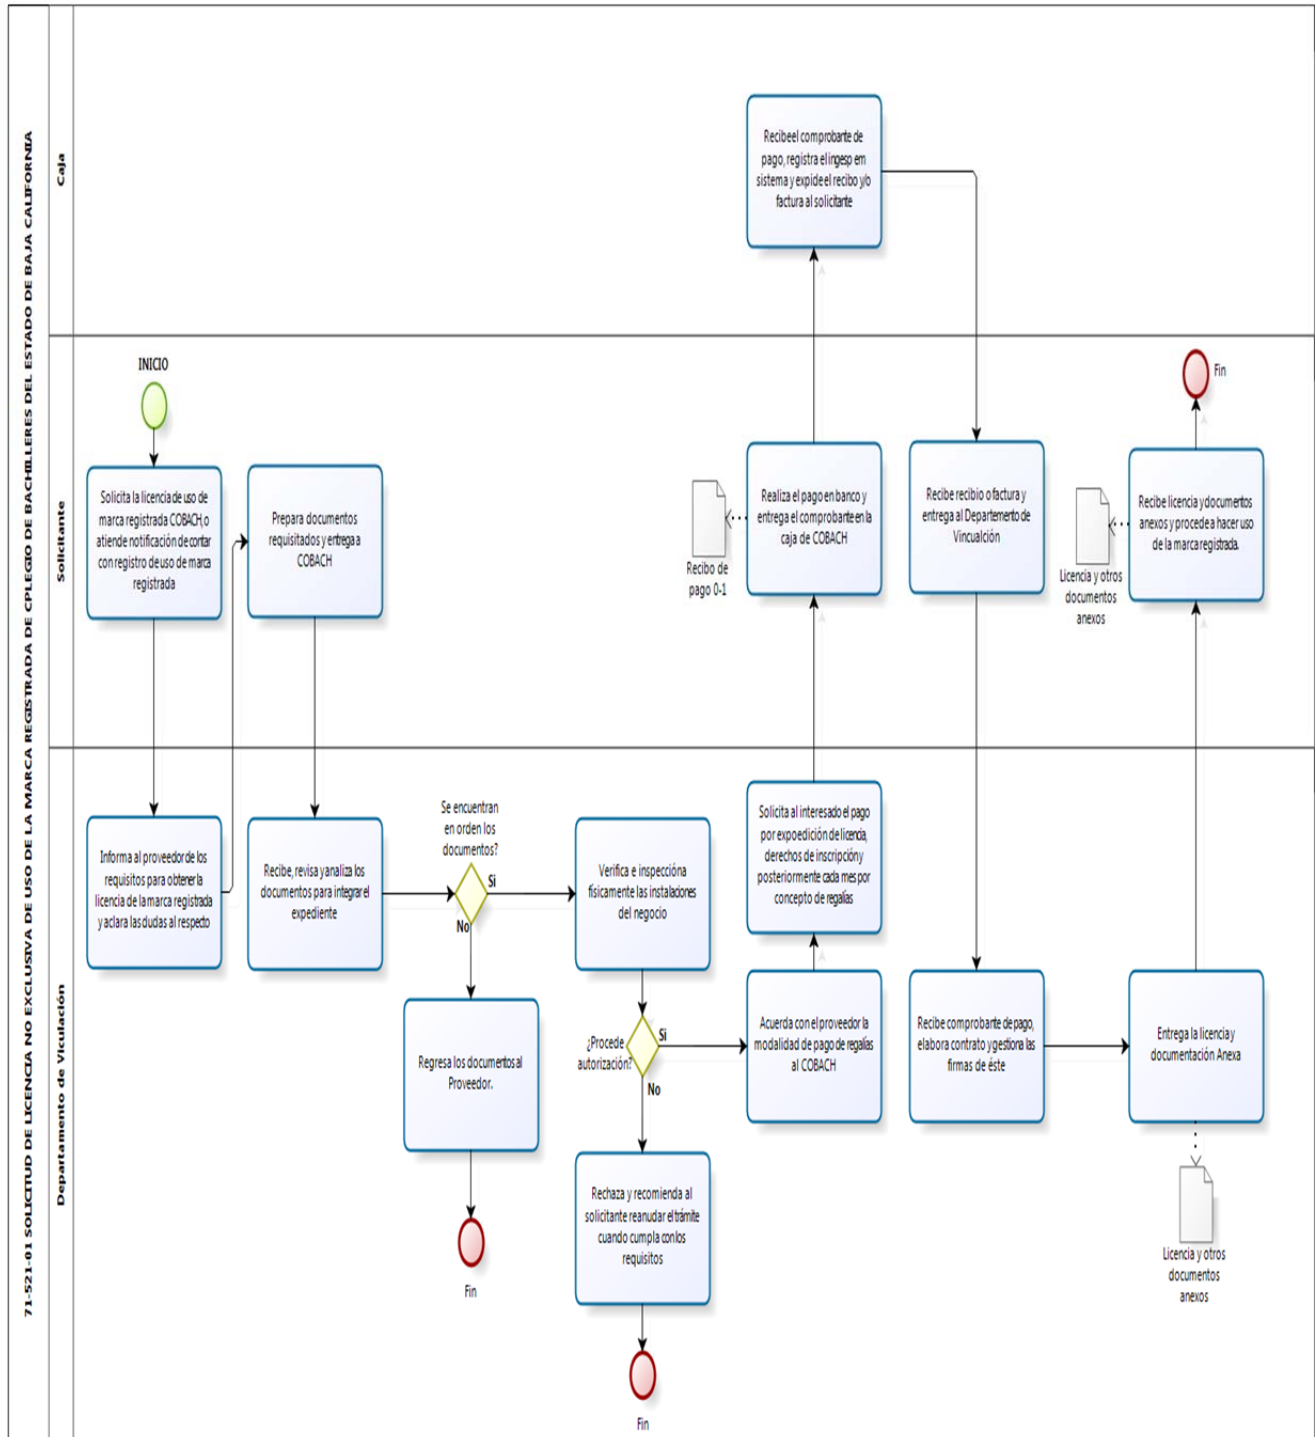 71-521-01 SOLICITUD DE LICENCIA NO EXCLUSIVA DE USO DE LA MARCA REGISTRADA DE CPLEGIO DE BACHILLERES DEL ESTADO DE BAJA CALIFORNIA
Caja
Recibeel comprobante de
pago, registra el ingesp em
sistema y expide el recibo y/o
factura al solicitante
Solicitante
INICIO
Solicita la licencia de uso de
marca registrada COBACH, o
atiende notificación de contar
con registro de uso de marca
registrada
Prepara documentos
requisitados y entrega a
COBACH
Recibo de
pago 0-1
Realiza el pago en banco y
entrega el comprobante en la
caja de COBACH
Recibe recibio o factura y
entrega al Departemento de
Vincualción
Licencia y otros
documentos
anexos
Recibe licencia y documentos
anexos y procede a hacer uso
de la marca registrada.
Fin
Departamento de Viculación
Informa al proveedor de los
requisitos para obtener la
licencia de la marca registrada
y aclara las dudas al respecto
Recibe, revisa y analiza los
documentos para integrar el
expediente
Se encuentran
en orden los
documentos?
Si
No
Regresa los documentos al
Proveedor.
Fin
Verifica e inspeccióna
físicamente las instalaciones
del negocio
¿Procede
autorización?
Si
No
Rechaza y recomienda al
solicitante reanudar el trámite
cuando cumpla con los
requisitos
Fin
Solicita al interesado el pago
por expoedición de licencia,
derechos de inscripción y
posteriormente cada mes por
concepto de regalías
Acuerda con el proveedor la
modalidad de pago de regalías
al COBACH
Recibe comprobante de pago,
elabora contrato y gestiona las
firmas de éste
Entrega la licencia y
documentación Anexa
Licencia y otros
documentos
anexos